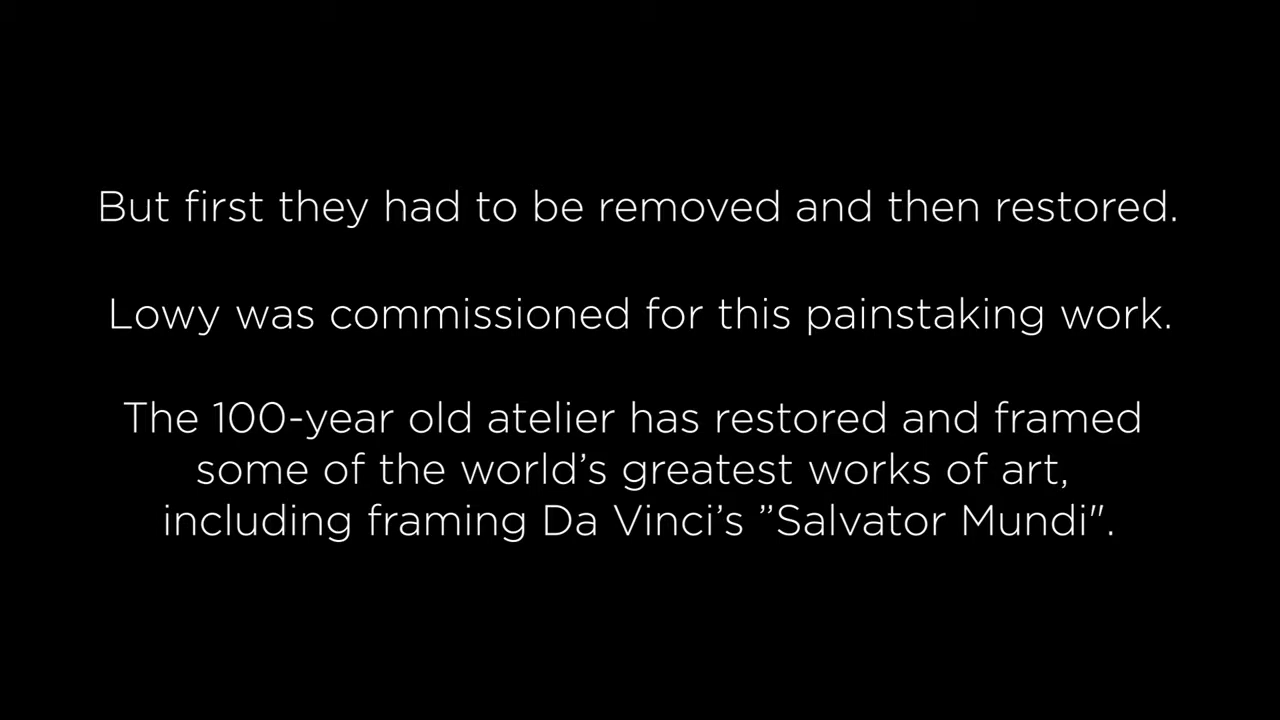 But first they had to be removed and then restored.
Lowy was commissioned for this painstaking work.
The 100-year old atelier has restored and framed
some of the world’s greatest works of art,
including framing Da Vinci’s ”Salvator Mundi".